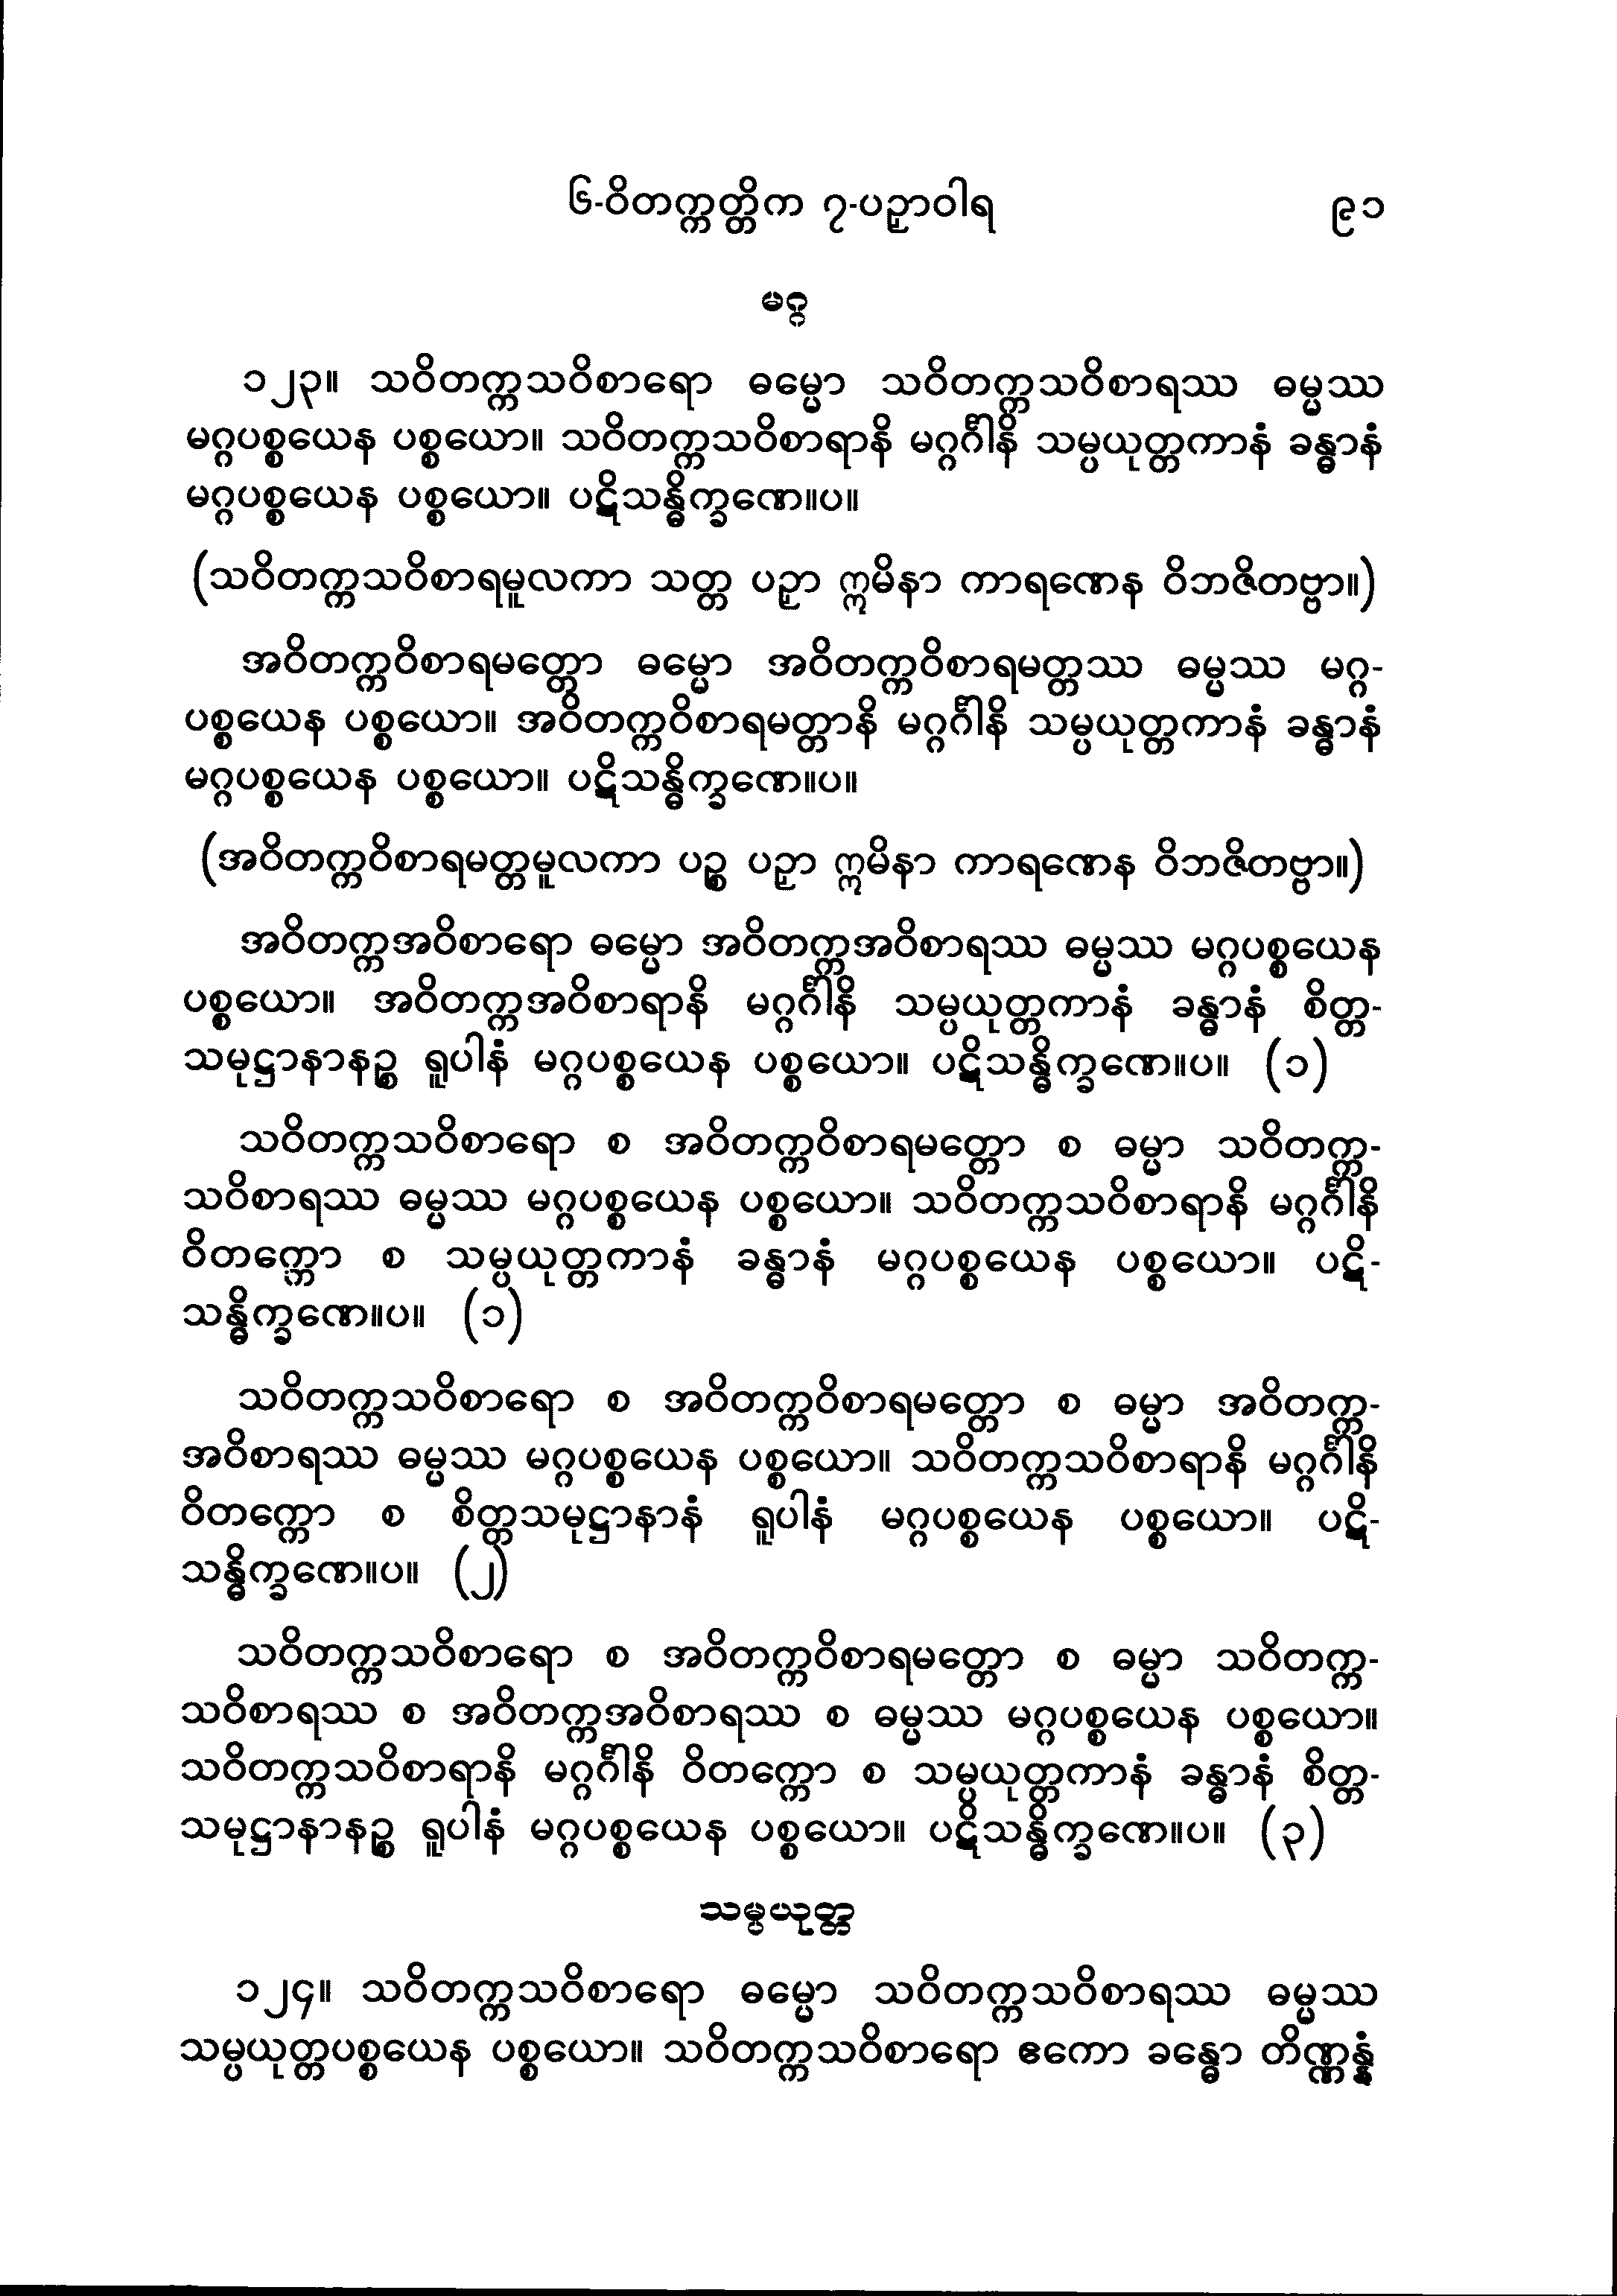 ၆-ဝိတက္ကတ္တိက ၇-ပဉှာဝါရ ၉၁
မဂ္ဂ
၁၂၃။ သဝိတက္ကသဝိစာရော ဓမ္မော သဝိတက္ကသဝိစာရဿ ဓမ္မဿ
မဂ္ဂပစ္စယေန ပစ္စယော။ သဝိတက္ကသဝိစာရာနိ မဂ္ဂင်္ဂါနိ သမ္ပယုတ္တကာနံ ခန္ဓာနံ
မဂ္ဂပစ္စယေန ပစ္စယော။ ပဋိသန္ဓိက္ခဏေ။ပ။
(သဝိတက္ကသဝိစာရမူလကာ သတ္တ ပဉှာ ဣမိနာ ကာရဏေန ဝိဘဇိတဗ္ဗာ။)
အဝိတက္ကဝိစာရမတ္တော ဓမ္မော အဝိတက္ကဝိစာရမတ္တဿ ဓမ္မဿ မဂ္ဂ-
ပစ္စယေန ပစ္စယော။ အဝိတက္ကဝိစာရမတ္တာနိ မဂ္ဂင်္ဂါနိ သမ္ပယုတ္တကာနံ ခန္ဓာနံ
မဂ္ဂပစ္စယေန ပစ္စယော။ ပဋိသန္ဓိက္ခဏေ။ပ။
(အဝိတက္ကဝိစာရမတ္တမူလကာ ပဉ္စ ပဉှာ ဣမိနာ ကာရဏေန ဝိဘဇိတဗ္ဗာ။)
အဝိတက္ကအဝိစာရော ဓမ္မော အဝိတက္ကအဝိစာရဿ ဓမ္မဿ မဂ္ဂပစ္စယေန
ပစ္စယော။ အဝိတက္ကအဝိစာရာနိ မဂ္ဂင်္ဂါနိ သမ္ပယုတ္တကာနံ ခန္ဓာနံ စိတ္တ-
သမုဋ္ဌာနာနဉ္စ ရူပါနံ မဂ္ဂပစ္စယေန ပစ္စယော။ ပဋိသန္ဓိက္ခဏေ။ပ။ (၁)
သဝိတက္ကသဝိစာရော စ အဝိတက္ကဝိစာရမတ္တော စ ဓမ္မာ သဝိတက္က-
သဝိစာရဿ ဓမ္မဿ မဂ္ဂပစ္စယေန ပစ္စယော။ သဝိတက္ကသဝိစာရာနိ မဂ္ဂင်္ဂါနိ
ဝိတက္ကော စ သမ္ပယုတ္တကာနံ ခန္ဓာနံ မဂ္ဂပစ္စယေန ပစ္စယော။ ပဋိ-
သန္ဓိက္ခဏေ။ပ။ (၁)
သဝိတက္ကသဝိစာရော စ အဝိတက္ကဝိစာရမတ္တော စ ဓမ္မာ အဝိတက္က-
အဝိစာရဿ ဓမ္မဿ မဂ္ဂပစ္စယေန ပစ္စယော။ သဝိတက္ကသဝိစာရာနိ မဂ္ဂင်္ဂါနိ
ဝိတက္ကော စ စိတ္တသမုဋ္ဌာနာနံ ရူပါနံ မဂ္ဂပစ္စယေန ပစ္စယော။ ပဋိ-
သန္ဓိက္ခဏေ။ပ။ (၂)
သဝိတက္ကသဝိစာရော စ အဝိတက္ကဝိစာရမတ္တော စ ဓမ္မာ သဝိတက္က-
သဝိစာရဿ စ အဝိတက္ကအဝိစာရဿ စ ဓမ္မဿ မဂ္ဂပစ္စယေန ပစ္စယော။
သဝိတက္ကသဝိစာရာနိ မဂ္ဂင်္ဂါနိ ဝိတက္ကော စ သမ္ပယုတ္တကာနံ ခန္ဓာနံ စိတ္တ-
သမုဋ္ဌာနာနဉ္စ ရူပါနံ မဂ္ဂပစ္စယေန ပစ္စယော။ ပဋိသန္ဓိက္ခဏေ။ပ။ (၃)
သမ္ပယုတ္တ
၁၂၄။ သဝိတက္ကသဝိစာရော ဓမ္မော သဝိတက္ကသဝိစာရဿ ဓမ္မဿ
သမ္ပယုတ္တပစ္စယေန ပစ္စယော။ သဝိတက္ကသဝိစာရော ဧကော ခန္ဓော တိဏ္ဏန္နံ